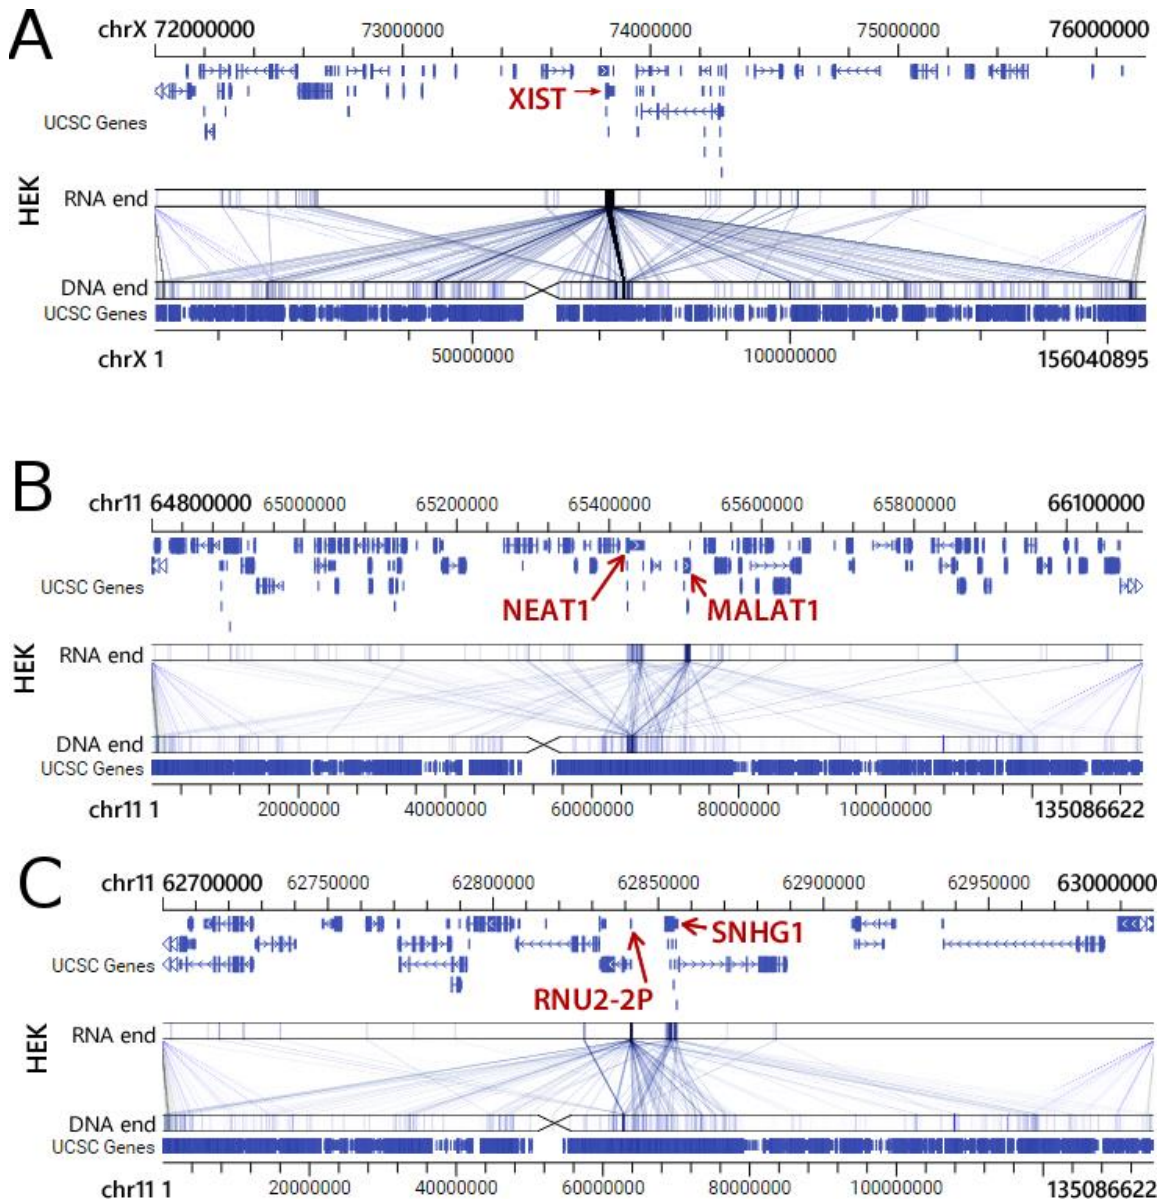 A
chrX 72000000 73000000 74000000 75000000 76000000
XIST
UCSC Genes
HEK
RNA end
DNA end
UCSC Genes
chrX 1 50000000 100000000 156040895
B
chr11 64800000 65000000 65200000 65400000 65600000 65800000 66100000
UCSC Genes
NEAT1 MALAT1
HEK
RNA end
DNA end
UCSC Genes
chr11 1 20000000 40000000 60000000 80000000 100000000 135086622
C
chr11 62700000 62750000 62800000 62850000 62900000 62950000 63000000
SNHG1
UCSC Genes
RNU2-2P
HEK
RNA end
DNA end
UCSC Genes
chr11 1 20000000 40000000 60000000 80000000 100000000 135086622